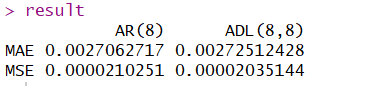 > result
AR(8) ADL(8,8)
MAE 0.0027062717 0.00272512428
MSE 0.0000210251 0.00002035144